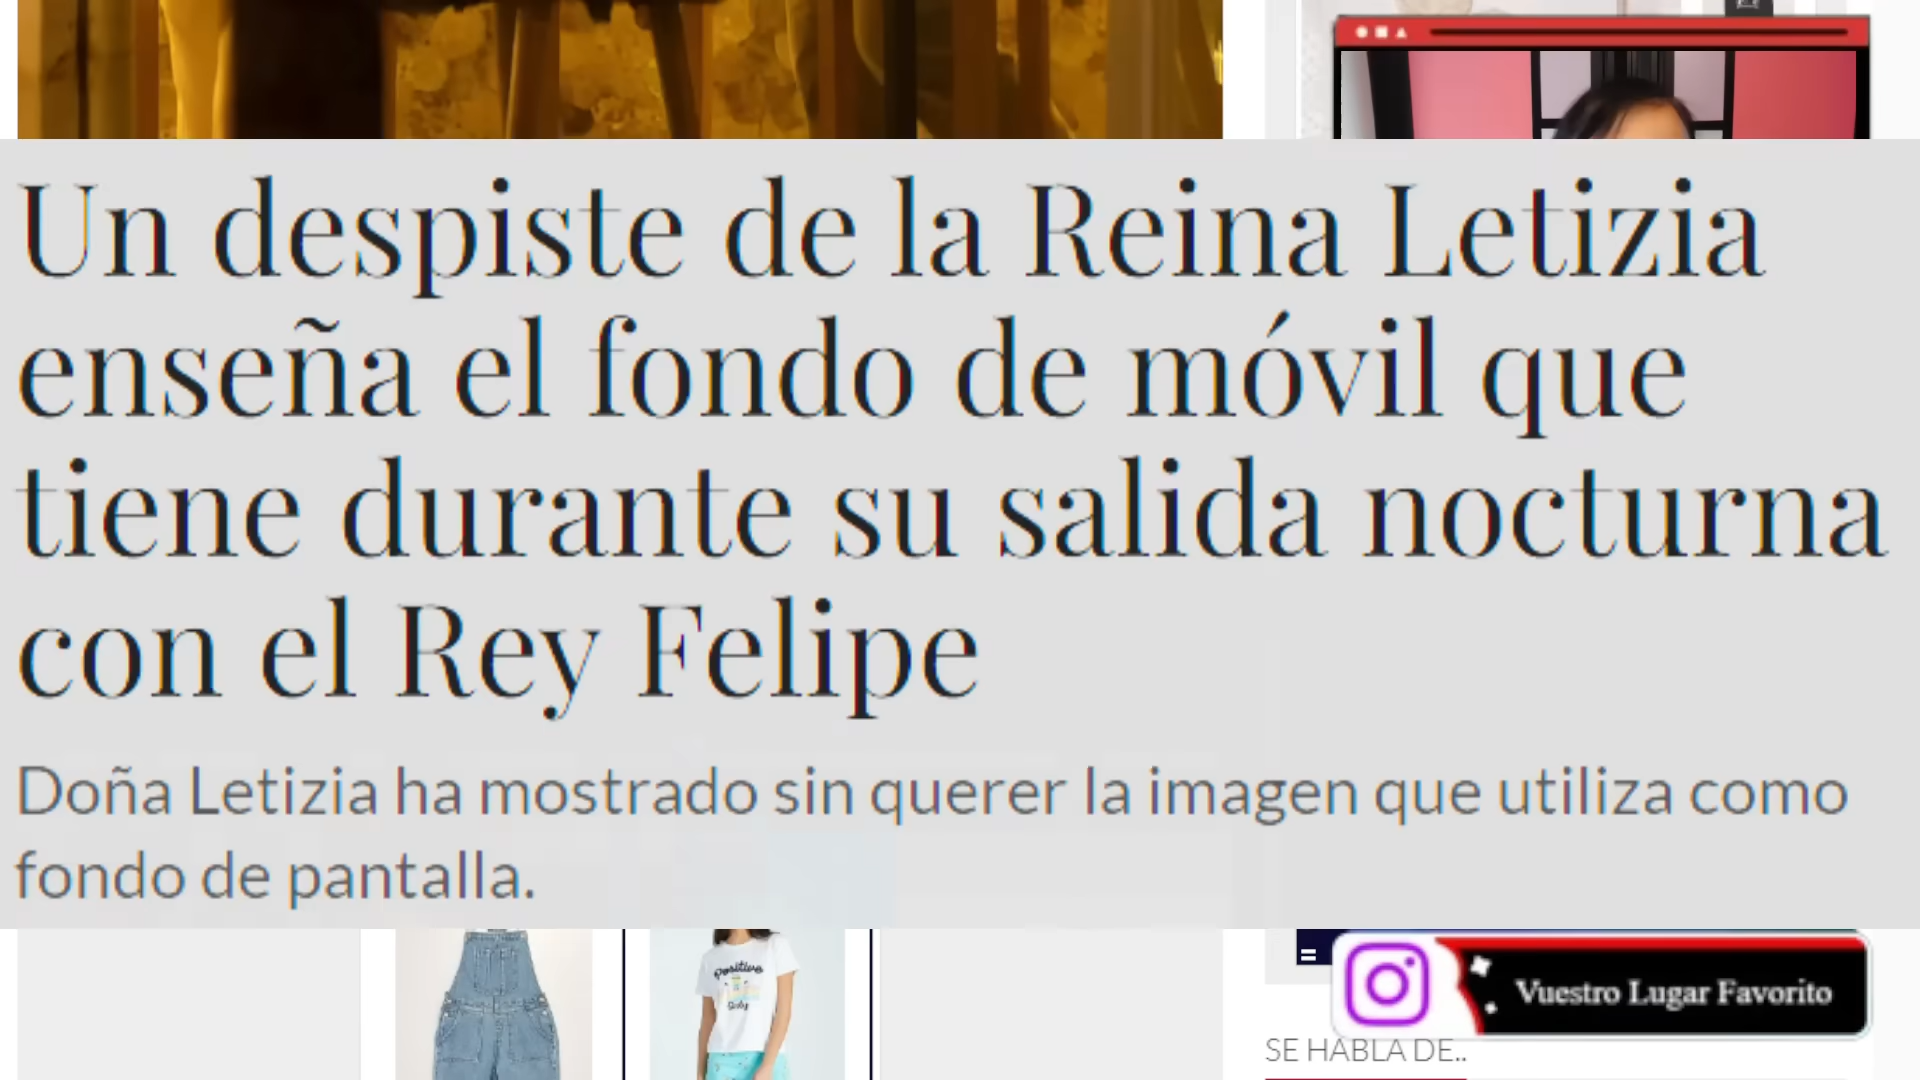 Un despiste de la Reina Letizia
enseña el fondo de móvil que
tiene durante su salida nocturna
con el Rey Felipe
Doña Letizia ha mostrado sin querer la imagen que utiliza como
fondo de pantalla.
Positive
Only
Vuestro Lugar Favorito
SE HABLA DE..